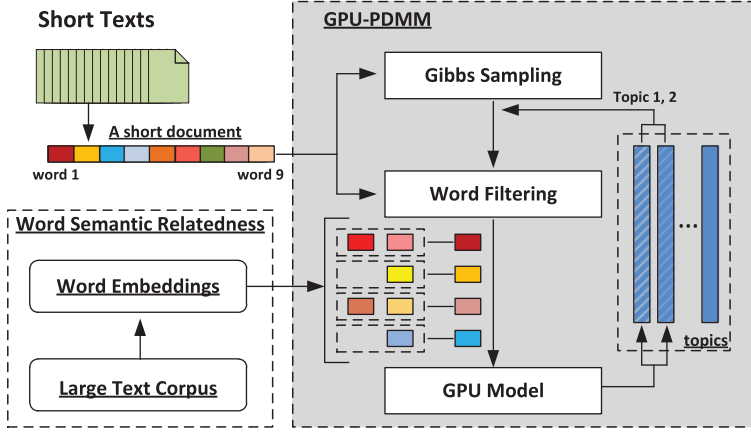 Short Texts
GPU-PDMM
Gibbs Sampling
Topic 1, 2
A short document
word 1
word 9
Word Filtering
Word Semantic Relatedness
Word Embeddings
...
topics
Large Text Corpus
GPU Model